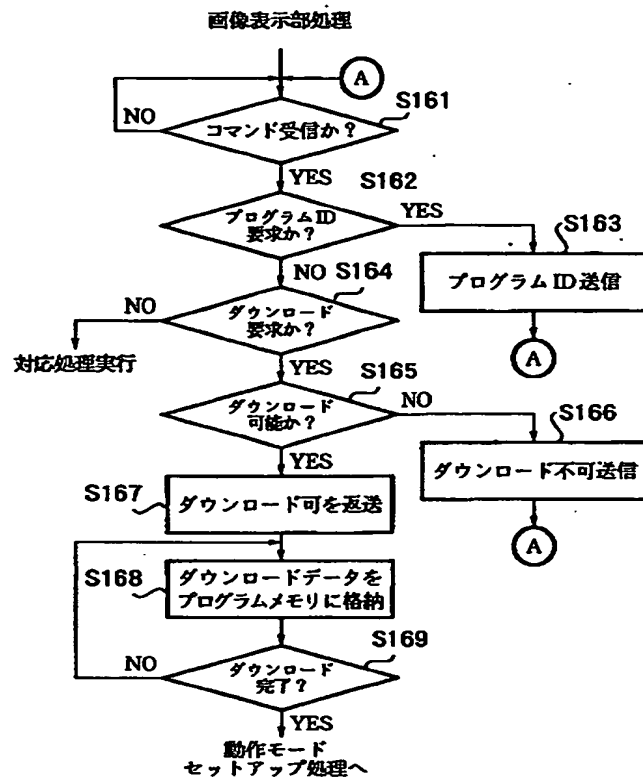 画像表示部処理
A
S161
NO
コマンド受信か?
YES
S162
プログラムID
要求か?
YES
S163
プログラムID送信
A
NO
S164
NO
ダウンロード
要求か?
対応処理実行
YES
S165
ダウンロード
可能か?
NO
S166
ダウンロード不可送信
A
YES
S167
ダウンロード可を返送
S168
ダウンロードデータを
プログラムメモリに格納
S169
NO
ダウンロード
完了?
YES
動作モード
セットアップ処理へ